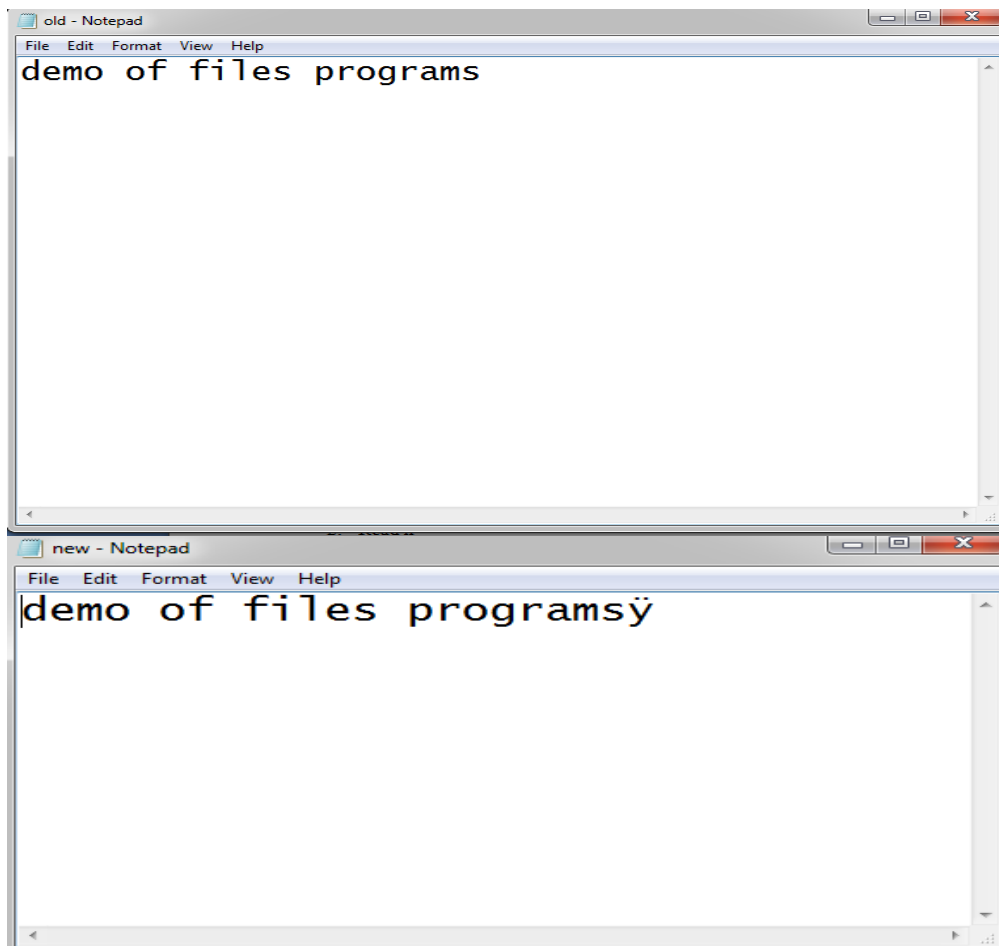 old - Notepad
File Edit Format View Help
demo of files programs
new - Notepad
File Edit Format View Help
demo of files programsÿ